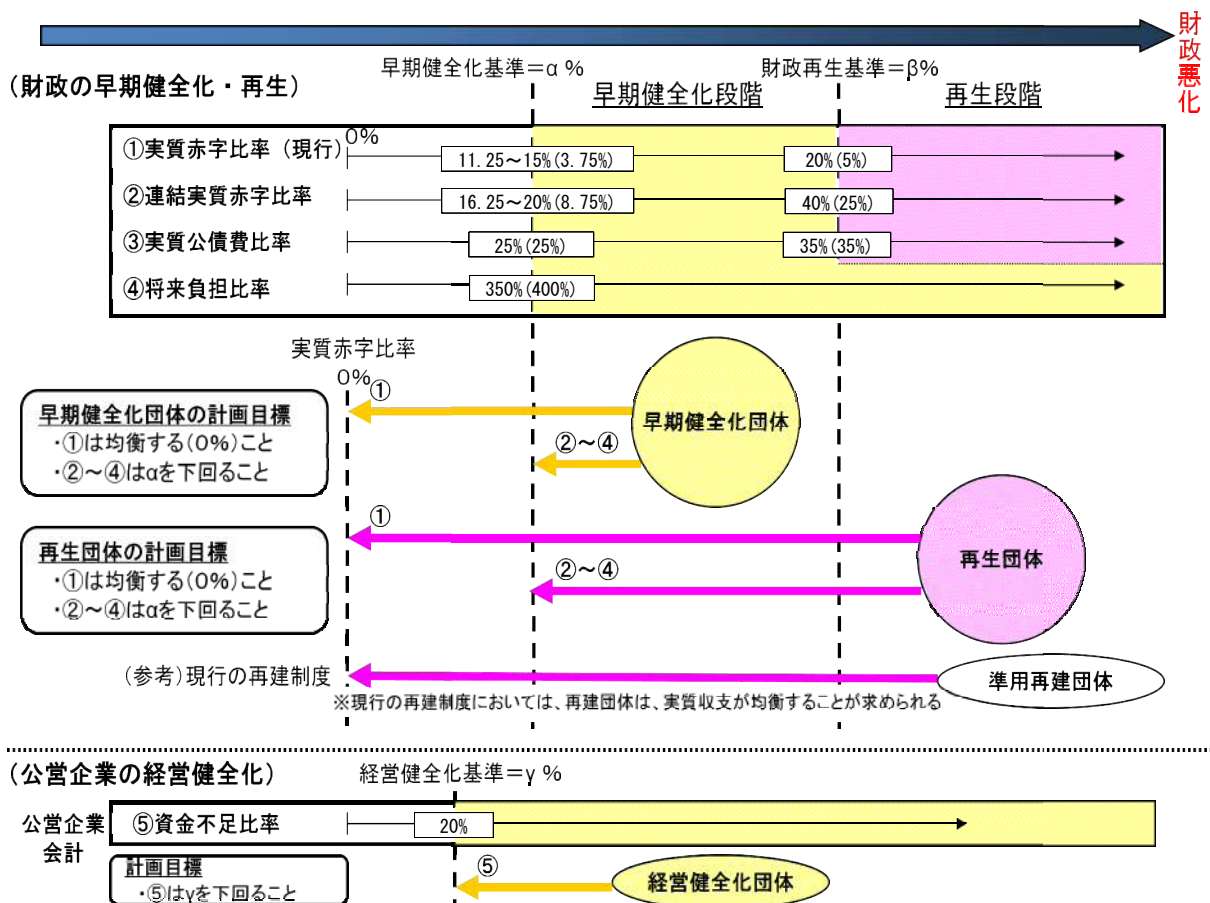 財政悪化
早期健全化基準＝α％
財政再生基準＝β％
（財政の早期健全化・再生）
早期健全化段階
再生段階
0％
①実質赤字比率（現行）
11.25～15％(3.75％)
20％(5％)
②連結実質赤字比率
16.25～20％(8.75％)
40％(25％)
③実質公債費比率
25％(25％)
35％(35％)
④将来負担比率
350％(400％)
実質赤字比率
0％
①
早期健全化団体の計画目標
・①は均衡する（0％）こと
・②～④はαを下回ること
②～④
早期健全化団体
①
再生団体の計画目標
・①は均衡する（0％）こと
・②～④はαを下回ること
②～④
再生団体
（参考）現行の再建制度
準用再建団体
※現行の再建制度においては、再建団体は、実質収支が均衡することが求められる
（公営企業の経営健全化）
経営健全化基準＝γ％
公営企業
会計
⑤資金不足比率
20％
計画目標
・⑤はγを下回ること
⑤
経営健全化団体